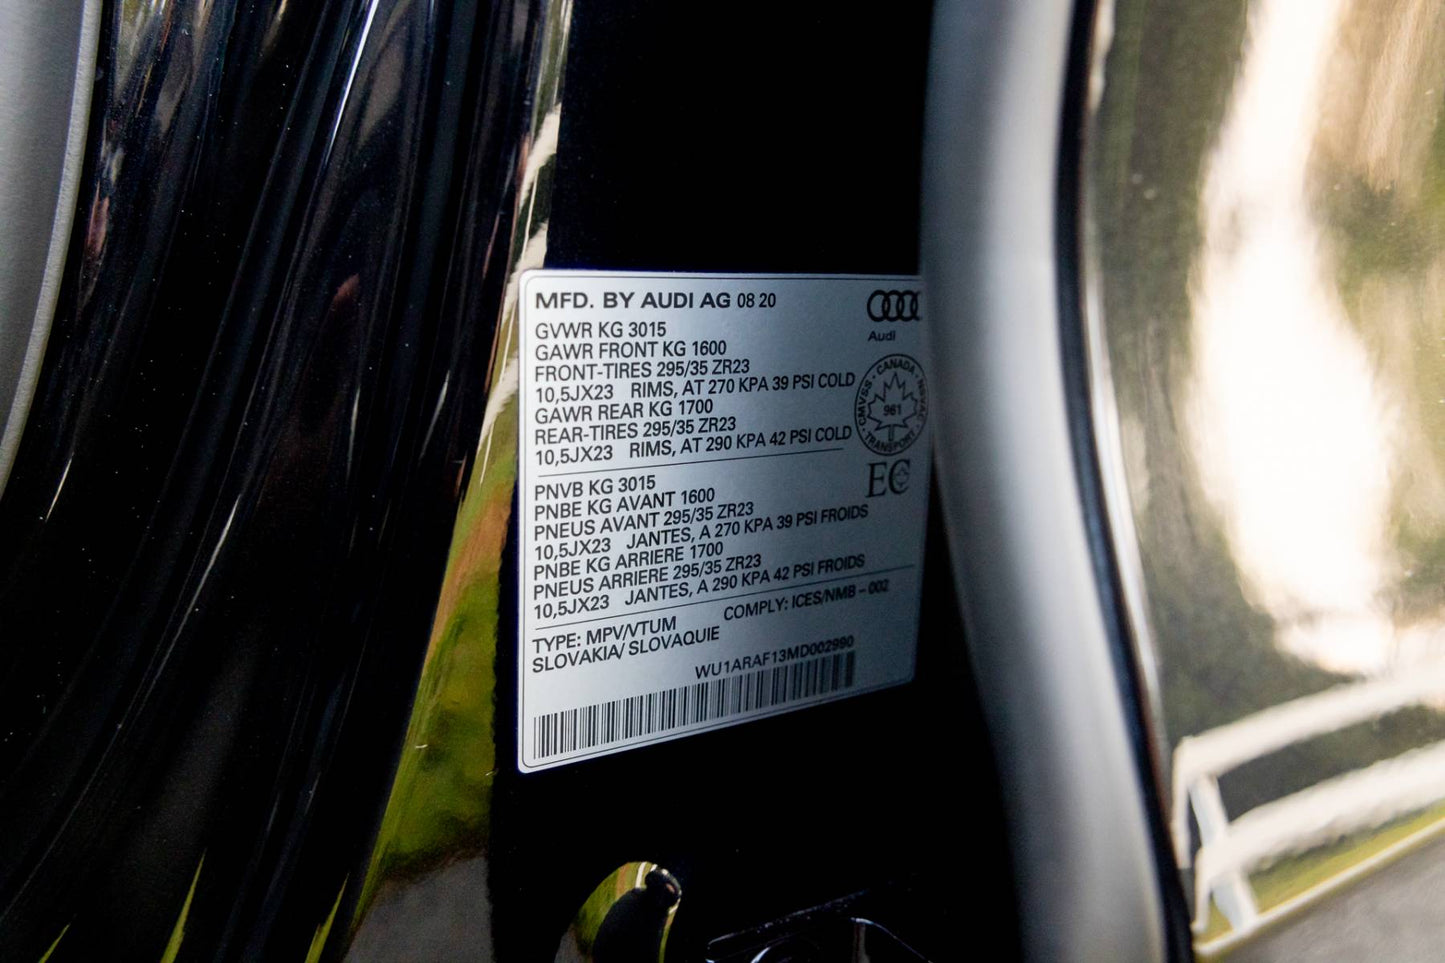 MFD. BY AUDI AG 08 20
Audi
GVWR KG 3015
GAWR FRONT KG 1600
FRONT-TIRES 295/35 ZR23
10,5JX23 RIMS, AT 270 KPA 39 PSI COLD
GAWR REAR KG 1700
REAR-TIRES 295/35 ZR23
10,5JX23 RIMS, AT 290 KPA 42 PSI COLD
CANADA · NSVAC · TRANSPORT · CMVSS
961
EC
PNVB KG 3015
PNBE KG AVANT 1600
PNEUS AVANT 295/35 ZR23
10,5JX23 JANTES, A 270 KPA 39 PSI FROIDS
PNBE KG ARRIERE 1700
PNEUS ARRIERE 295/35 ZR23
10,5JX23 JANTES, A 290 KPA 42 PSI FROIDS
TYPE: MPV/VTUM COMPLY: ICES/NMB – 002
SLOVAKIA/ SLOVAQUIE
WU1ARAF13MD002990